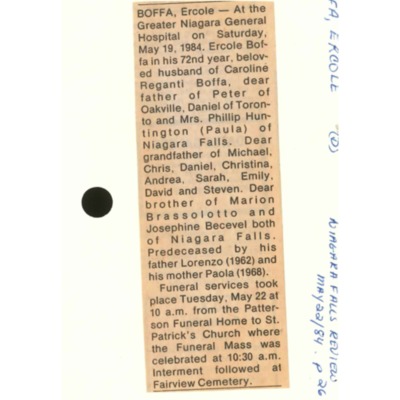 BOFFA, Ercole — At the
Greater Niagara General
Hospital on Saturday,
May 19, 1984. Ercole Bof-
fa in his 72nd year, belov-
ed husband of Caroline
Reganti Boffa, dear
father of Peter of
Oakville, Daniel of Toron-
to and Mrs. Phillip Hun-
tington (Paula) of
Niagara Falls. Dear
grandfather of Michael,
Chris, Daniel, Christina,
Andrea, Sarah, Emily,
David and Steven. Dear
brother of Marion
Brassolotto and
Josephine Becevel both
of Niagara Falls.
Predeceased by his
father Lorenzo (1962) and
his mother Paola (1968).
Funeral services took
place Tuesday, May 22 at
10 a.m. from the Patter-
son Funeral Home to St.
Patrick's Church where
the Funeral Mass was
celebrated at 10:30 a.m.
Interment followed at
Fairview Cemetery.
FA, ERCOLE (D) NIAGARA FALLS REVIEW
MAY 22/84. p 26